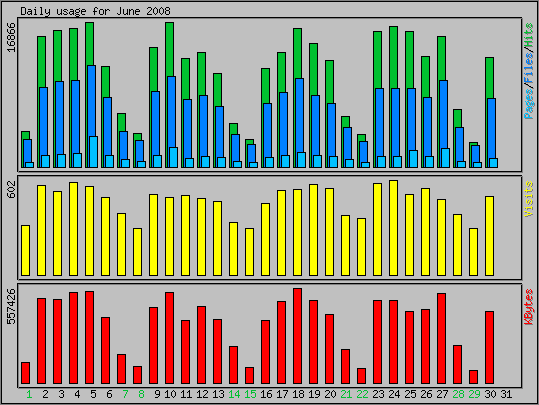 Daily usage for June 2008
16866
Pages/Files/Hits
602
Visits
557426
KBytes
1 2 3 4 5 6 7 8 9 10 11 12 13 14 15 16 17 18 19 20 21 22 23 24 25 26 27 28 29 30 31